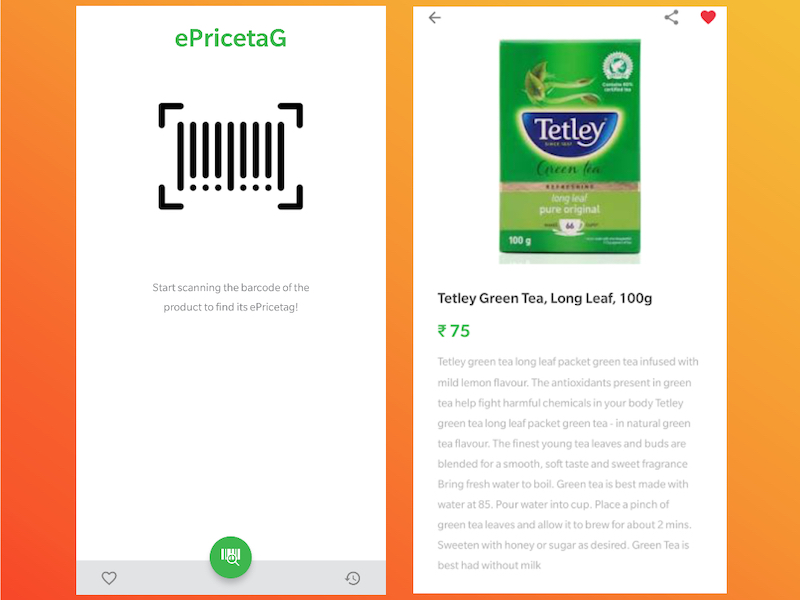 ePricetaG
Start scanning the barcode of the
product to find its ePricetag!
Contains 50%
certified tea
Tetley
SINCE 1837
Green tea
REFRESHING
long leaf
pure original
MAKES 66 CUPS
100 g
Tetley Green Tea, Long Leaf, 100g
₹ 75
Tetley green tea long leaf packet green tea infused with
mild lemon flavour. The antioxidants present in green
tea help fight harmful chemicals in your body Tetley
green tea long leaf packet green tea - in natural green
tea flavour. The finest young tea leaves and buds are
blended for a smooth, soft taste and sweet fragrance
Bring fresh water to boil. Green tea is best made with
water at 85. Pour water into cup. Place a pinch of
green tea leaves and allow it to brew for about 2 mins.
Sweeten with honey or sugar as desired. Green Tea is
best had without milk